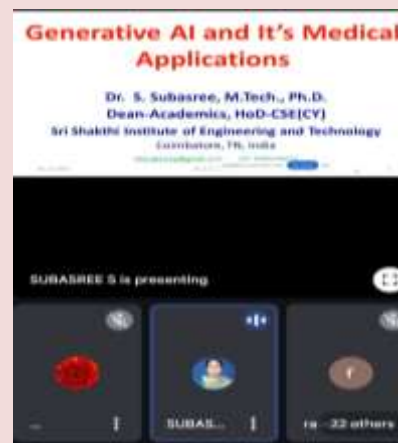 Generative AI and It's Medical
Applications
Dr. S. Subasree, M.Tech., Ph.D.
Dean-Academics, HoD-CSE(CY)
Sri Shakthi Institute of Engineering and Technology
Coimbatore, TN, India
SUBASREE S is presenting
...
SUBAS...
r
ra
22 others